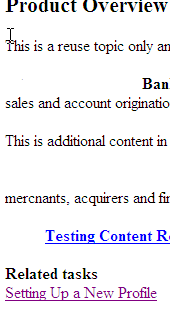 Product Overview
This is a reuse topic only an
Ban
sales and account originatio
This is additional content in
mercnants, acquirers and fi
Testing Content R
Related tasks
Setting Up a New Profile